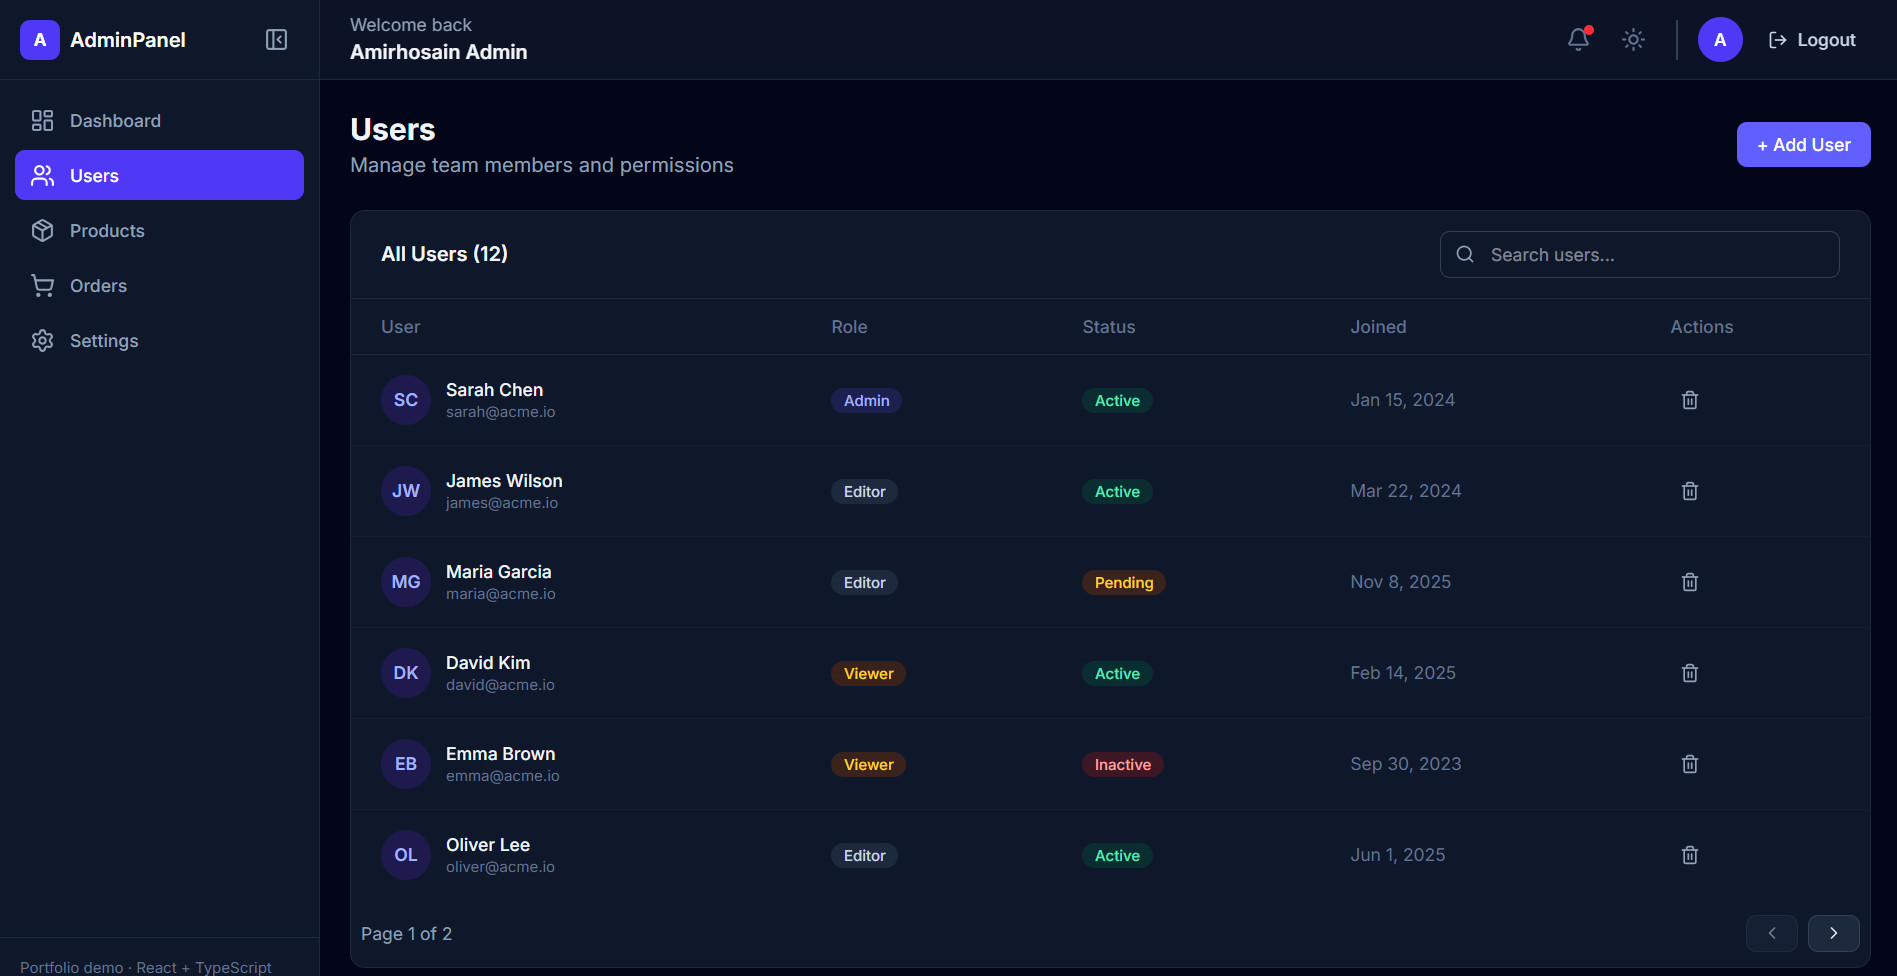 A AdminPanel
Welcome back
Amirhosain Admin
A Logout
Dashboard
Users
Products
Orders
Settings
Portfolio demo · React + TypeScript
Users
Manage team members and permissions
+ Add User
All Users (12)
Search users...
User Role Status Joined Actions
SC Sarah Chen
sarah@acme.io
Admin Active Jan 15, 2024
JW James Wilson
james@acme.io
Editor Active Mar 22, 2024
MG Maria Garcia
maria@acme.io
Editor Pending Nov 8, 2025
DK David Kim
david@acme.io
Viewer Active Feb 14, 2025
EB Emma Brown
emma@acme.io
Viewer Inactive Sep 30, 2023
OL Oliver Lee
oliver@acme.io
Editor Active Jun 1, 2025
Page 1 of 2